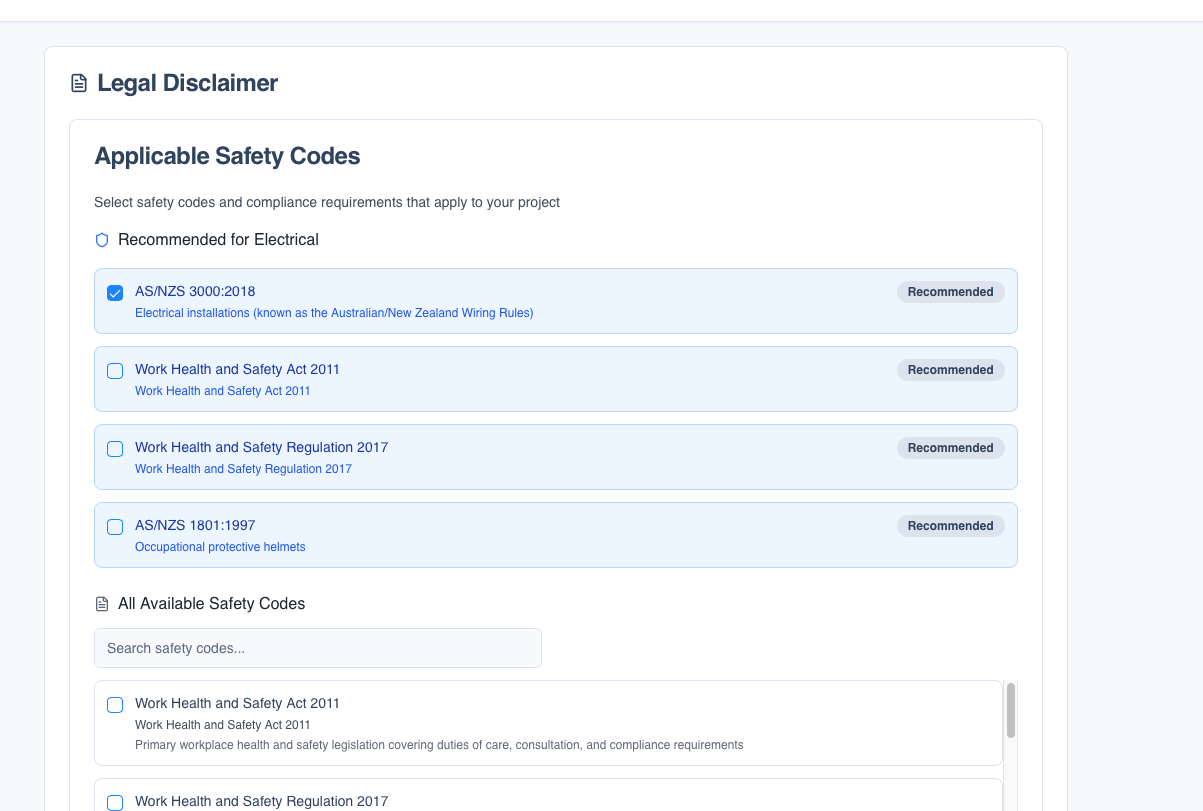 Legal Disclaimer
Applicable Safety Codes
Select safety codes and compliance requirements that apply to your project
Recommended for Electrical
AS/NZS 3000:2018
Recommended
Electrical installations (known as the Australian/New Zealand Wiring Rules)
Work Health and Safety Act 2011
Recommended
Work Health and Safety Act 2011
Work Health and Safety Regulation 2017
Recommended
Work Health and Safety Regulation 2017
AS/NZS 1801:1997
Recommended
Occupational protective helmets
All Available Safety Codes
Search safety codes...
Work Health and Safety Act 2011
Work Health and Safety Act 2011
Primary workplace health and safety legislation covering duties of care, consultation, and compliance requirements
Work Health and Safety Regulation 2017